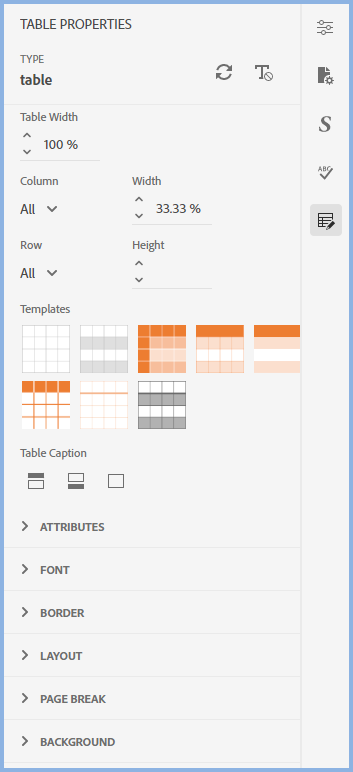 TABLE PROPERTIES
TYPE
table
Table Width
100 %
Column Width
All 33.33 %
Row Height
All
Templates
Table Caption
ATTRIBUTES
FONT
BORDER
LAYOUT
PAGE BREAK
BACKGROUND
S
ABC